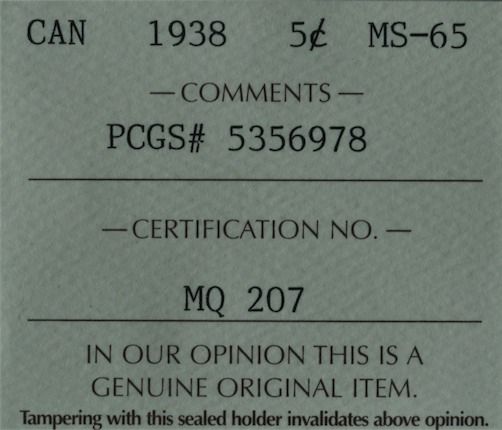 CAN 1938 5¢ MS-65
— COMMENTS —
PCGS# 5356978
— CERTIFICATION NO. —
MQ 207
IN OUR OPINION THIS IS A
GENUINE ORIGINAL ITEM.
Tampering with this sealed holder invalidates above opinion.